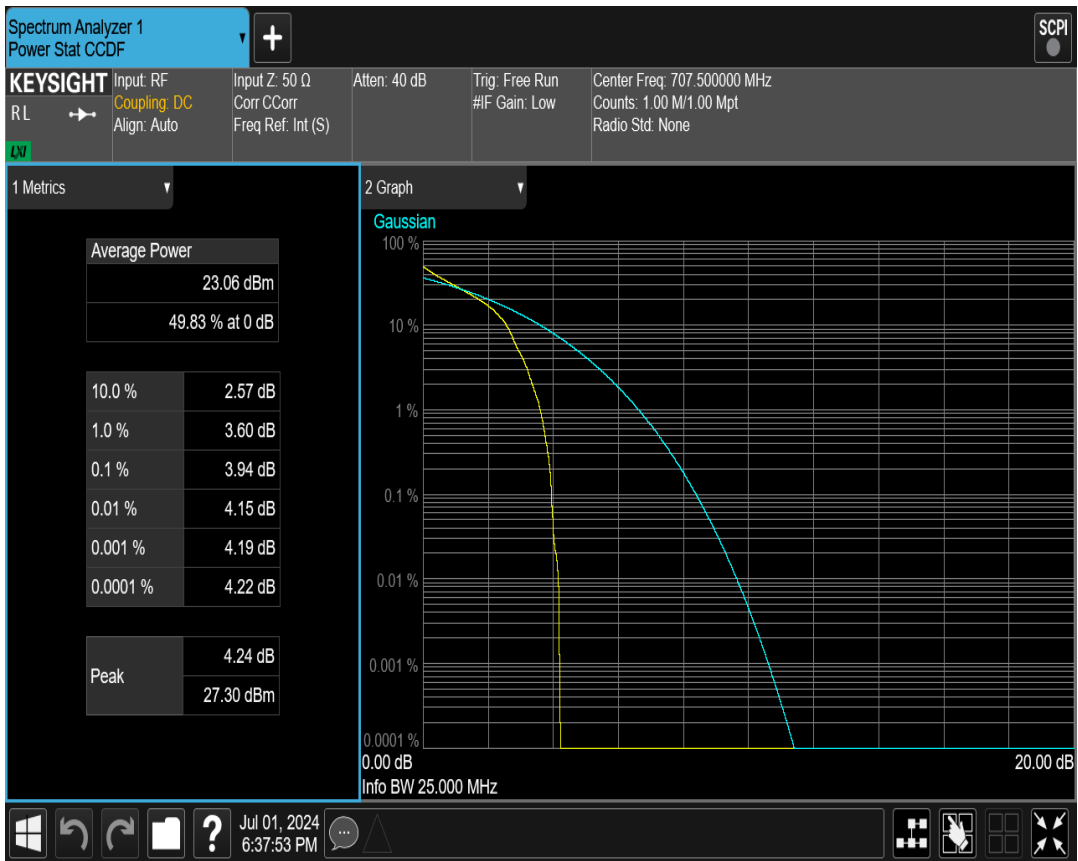 Spectrum Analyzer 1
Power Stat CCDF
SCPI
KEYSIGHT
RL
LXI
Input: RF
Coupling: DC
Align: Auto
Input Z: 50 Ω
Corr CCorr
Freq Ref: Int (S)
Atten: 40 dB
Trig: Free Run
#IF Gain: Low
Center Freq: 707.500000 MHz
Counts: 1.00 M/1.00 Mpt
Radio Std: None
1 Metrics
Average Power
23.06 dBm
49.83 % at 0 dB
10.0 % 2.57 dB
1.0 % 3.60 dB
0.1 % 3.94 dB
0.01 % 4.15 dB
0.001 % 4.19 dB
0.0001 % 4.22 dB
Peak
4.24 dB
27.30 dBm
2 Graph
Gaussian
100 %
10 %
1 %
0.1 %
0.01 %
0.001 %
0.0001 %
0.00 dB 20.00 dB
Info BW 25.000 MHz
?
Jul 01, 2024
6:37:53 PM